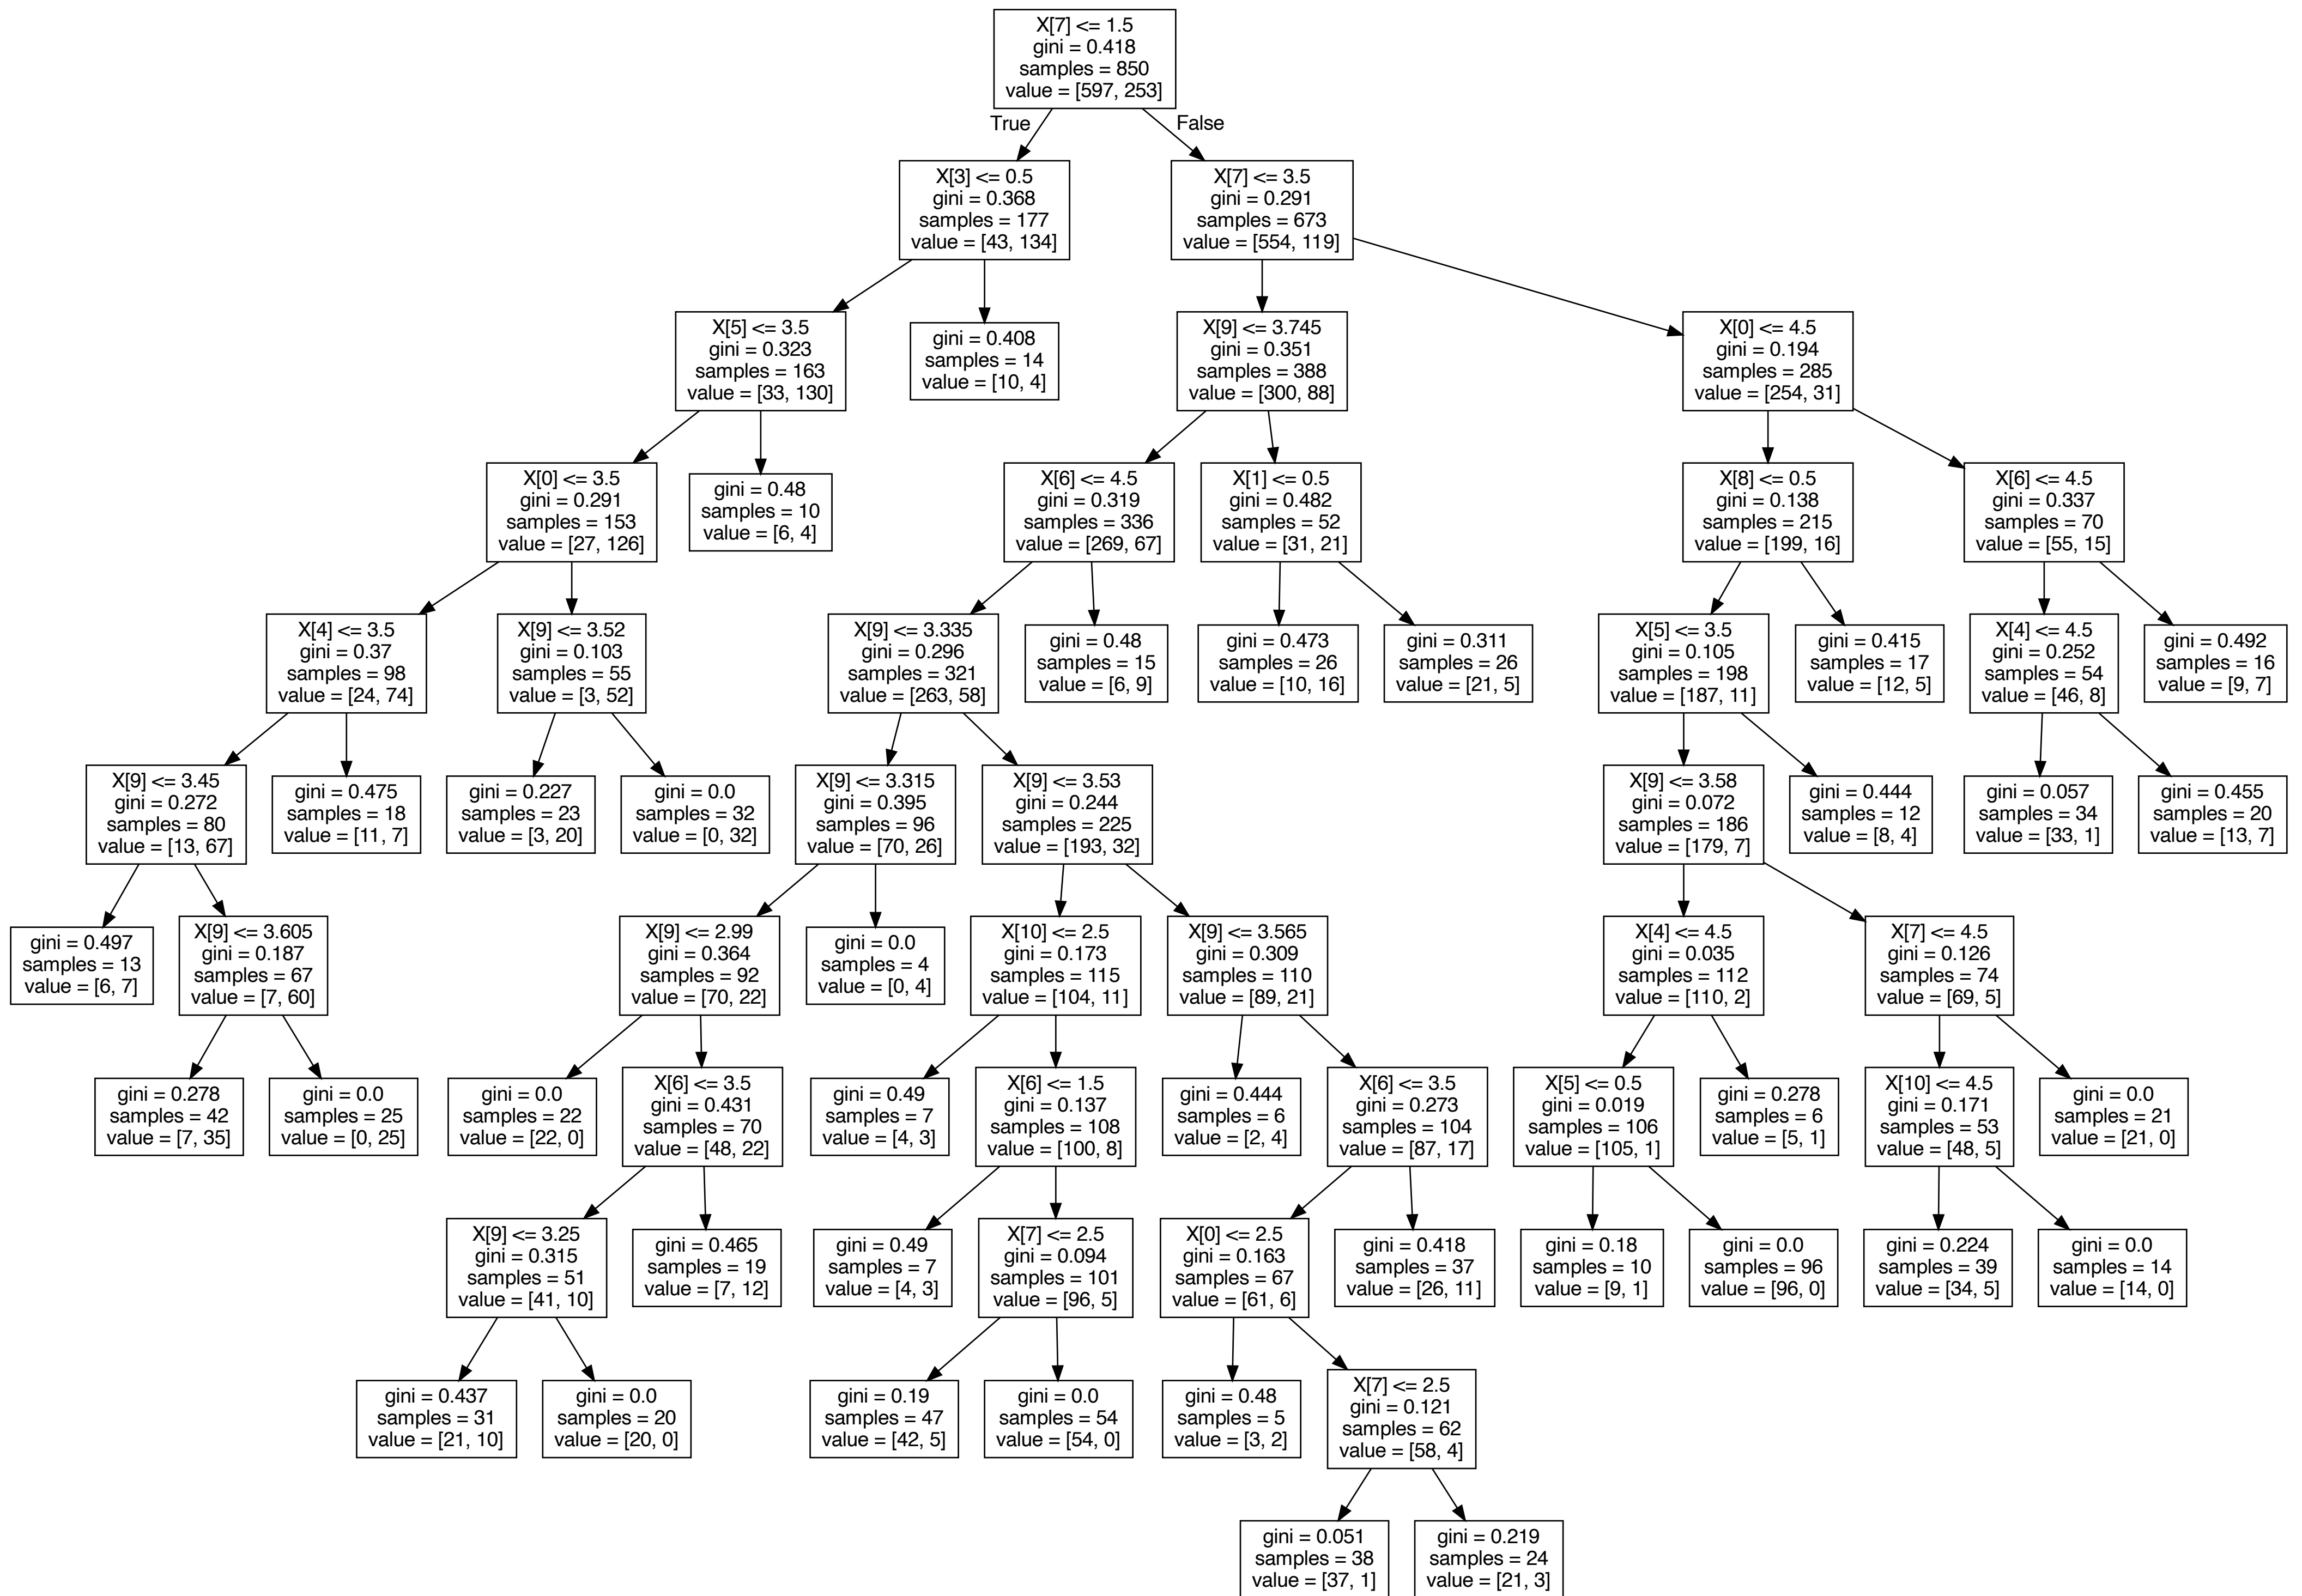 X[7] <= 1.5
gini = 0.418
samples = 850
value = [597, 253]
True
False
X[3] <= 0.5
gini = 0.368
samples = 177
value = [43, 134]
X[7] <= 3.5
gini = 0.291
samples = 673
value = [554, 119]
X[5] <= 3.5
gini = 0.323
samples = 163
value = [33, 130]
gini = 0.408
samples = 14
value = [10, 4]
X[9] <= 3.745
gini = 0.351
samples = 388
value = [300, 88]
X[0] <= 4.5
gini = 0.194
samples = 285
value = [254, 31]
X[0] <= 3.5
gini = 0.291
samples = 153
value = [27, 126]
gini = 0.48
samples = 10
value = [6, 4]
X[6] <= 4.5
gini = 0.319
samples = 336
value = [269, 67]
X[1] <= 0.5
gini = 0.482
samples = 52
value = [31, 21]
X[8] <= 0.5
gini = 0.138
samples = 215
value = [199, 16]
X[6] <= 4.5
gini = 0.337
samples = 70
value = [55, 15]
X[4] <= 3.5
gini = 0.37
samples = 98
value = [24, 74]
X[9] <= 3.52
gini = 0.103
samples = 55
value = [3, 52]
X[9] <= 3.335
gini = 0.296
samples = 321
value = [263, 58]
gini = 0.48
samples = 15
value = [6, 9]
gini = 0.473
samples = 26
value = [10, 16]
gini = 0.311
samples = 26
value = [21, 5]
X[5] <= 3.5
gini = 0.105
samples = 198
value = [187, 11]
gini = 0.415
samples = 17
value = [12, 5]
X[4] <= 4.5
gini = 0.252
samples = 54
value = [46, 8]
gini = 0.492
samples = 16
value = [9, 7]
X[9] <= 3.45
gini = 0.272
samples = 80
value = [13, 67]
gini = 0.475
samples = 18
value = [11, 7]
gini = 0.227
samples = 23
value = [3, 20]
gini = 0.0
samples = 32
value = [0, 32]
X[9] <= 3.315
gini = 0.395
samples = 96
value = [70, 26]
X[9] <= 3.53
gini = 0.244
samples = 225
value = [193, 32]
X[9] <= 3.58
gini = 0.072
samples = 186
value = [179, 7]
gini = 0.444
samples = 12
value = [8, 4]
gini = 0.057
samples = 34
value = [33, 1]
gini = 0.455
samples = 20
value = [13, 7]
gini = 0.497
samples = 13
value = [6, 7]
X[9] <= 3.605
gini = 0.187
samples = 67
value = [7, 60]
X[9] <= 2.99
gini = 0.364
samples = 92
value = [70, 22]
gini = 0.0
samples = 4
value = [0, 4]
X[10] <= 2.5
gini = 0.173
samples = 115
value = [104, 11]
X[9] <= 3.565
gini = 0.309
samples = 110
value = [89, 21]
X[4] <= 4.5
gini = 0.035
samples = 112
value = [110, 2]
X[7] <= 4.5
gini = 0.126
samples = 74
value = [69, 5]
gini = 0.278
samples = 42
value = [7, 35]
gini = 0.0
samples = 25
value = [0, 25]
gini = 0.0
samples = 22
value = [22, 0]
X[6] <= 3.5
gini = 0.431
samples = 70
value = [48, 22]
gini = 0.49
samples = 7
value = [4, 3]
X[6] <= 1.5
gini = 0.137
samples = 108
value = [100, 8]
gini = 0.444
samples = 6
value = [2, 4]
X[6] <= 3.5
gini = 0.273
samples = 104
value = [87, 17]
X[5] <= 0.5
gini = 0.019
samples = 106
value = [105, 1]
gini = 0.278
samples = 6
value = [5, 1]
X[10] <= 4.5
gini = 0.171
samples = 53
value = [48, 5]
gini = 0.0
samples = 21
value = [21, 0]
X[9] <= 3.25
gini = 0.315
samples = 51
value = [41, 10]
gini = 0.465
samples = 19
value = [7, 12]
gini = 0.49
samples = 7
value = [4, 3]
X[7] <= 2.5
gini = 0.094
samples = 101
value = [96, 5]
X[0] <= 2.5
gini = 0.163
samples = 67
value = [61, 6]
gini = 0.418
samples = 37
value = [26, 11]
gini = 0.18
samples = 10
value = [9, 1]
gini = 0.0
samples = 96
value = [96, 0]
gini = 0.224
samples = 39
value = [34, 5]
gini = 0.0
samples = 14
value = [14, 0]
gini = 0.437
samples = 31
value = [21, 10]
gini = 0.0
samples = 20
value = [20, 0]
gini = 0.19
samples = 47
value = [42, 5]
gini = 0.0
samples = 54
value = [54, 0]
gini = 0.48
samples = 5
value = [3, 2]
X[7] <= 2.5
gini = 0.121
samples = 62
value = [58, 4]
gini = 0.051
samples = 38
value = [37, 1]
gini = 0.219
samples = 24
value = [21, 3]